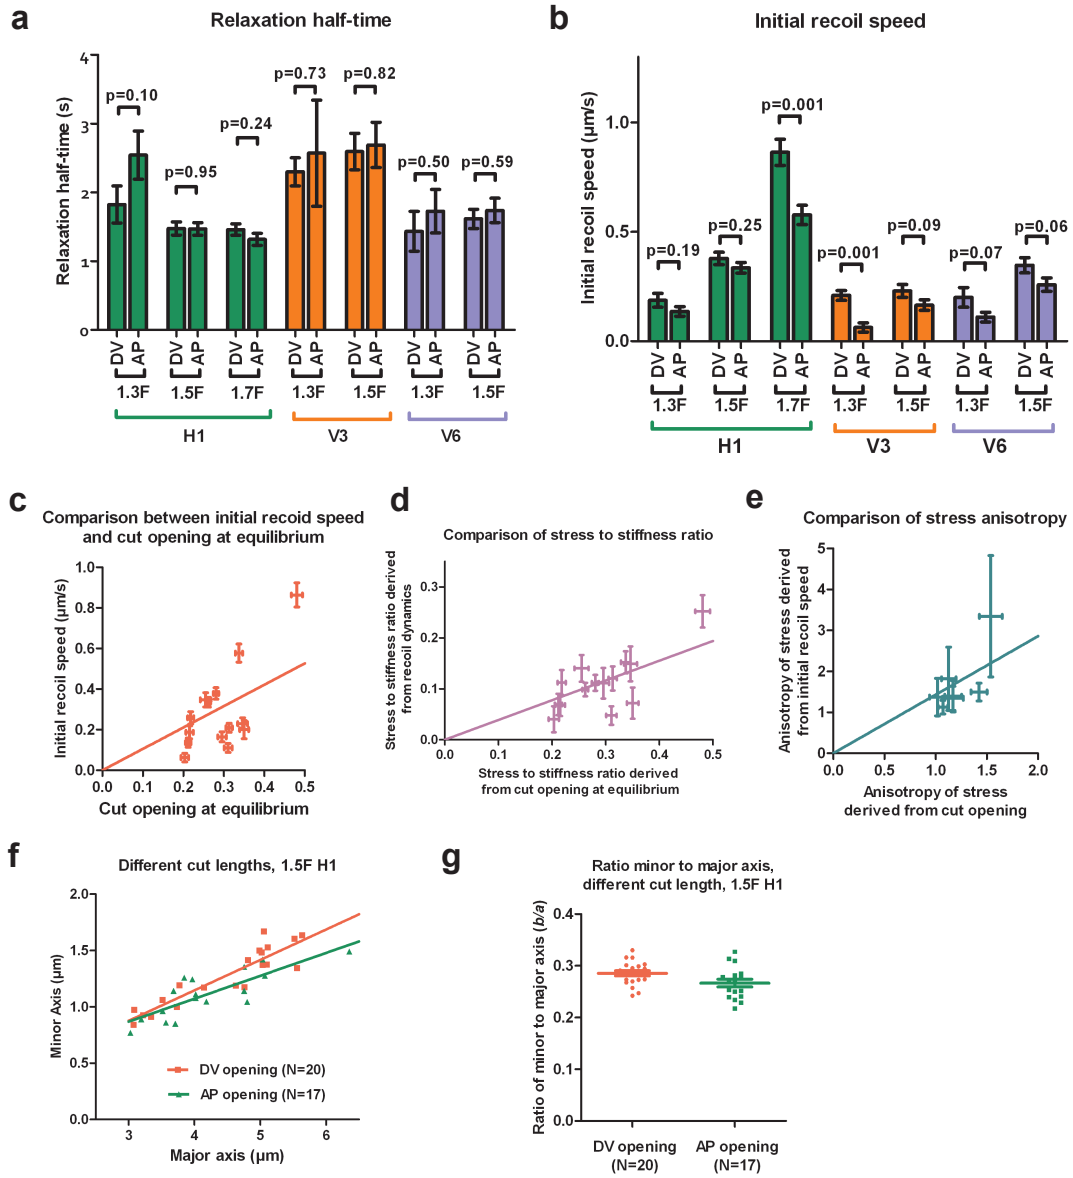 a
Relaxation half-time
Relaxation half-time (s)
4
3
2
1
0
p=0.10
p=0.95
p=0.24
p=0.73
p=0.82
p=0.50
p=0.59
DV AP DV AP DV AP DV AP DV AP DV AP DV AP
1.3F 1.5F 1.7F 1.3F 1.5F 1.3F 1.5F
H1 V3 V6
b
Initial recoil speed
Initial recoil speed (µm/s)
1.0
0.5
0.0
p=0.19
p=0.25
p=0.001
p=0.001
p=0.09
p=0.07
p=0.06
DV AP DV AP DV AP DV AP DV AP DV AP DV AP
1.3F 1.5F 1.7F 1.3F 1.5F 1.3F 1.5F
H1 V3 V6
c
Comparison between initial recoid speed
and cut opening at equilibrium
Initial recoil speed (µm/s)
1.0
0.8
0.6
0.4
0.2
0.0
0.0 0.1 0.2 0.3 0.4 0.5
Cut opening at equilibrium
d
Comparison of stress to stiffness ratio
Stress to stiffness ratio derived
from recoil dynamics
0.3
0.2
0.1
0.0
0.0 0.2 0.3 0.5
Stress to stiffness ratio derived
from cut opening at equilibrium
e
Comparison of stress anisotropy
Anisotropy of stress derived
from initial recoil speed
5
4
3
2
1
0
0.0 0.5 1.0 1.5 2.0
Anisotropy of stress
derived from cut opening
f
Different cut lengths, 1.5F H1
Minor Axis (µm)
2.0
1.5
1.0
0.5
0.0
DV opening (N=20)
AP opening (N=17)
3 4 5 6
Major axis (µm)
g
Ratio minor to major axis,
different cut length, 1.5F H1
Ratio of minor to major axis (b/a)
0.4
0.3
0.2
0.1
0.0
DV opening AP opening
(N=20) (N=17)